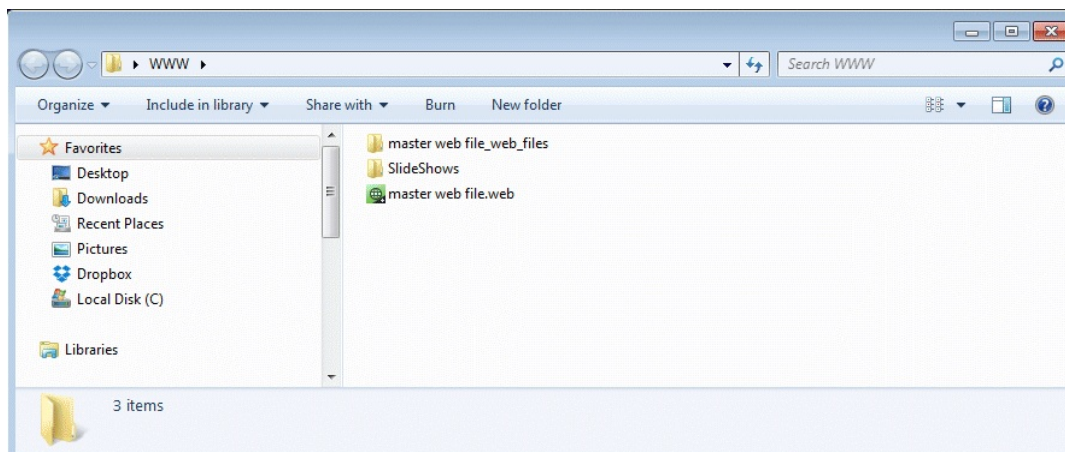 WWW
Search WWW
Organize Include in library Share with Burn New folder
Favorites
Desktop
Downloads
Recent Places
Pictures
Dropbox
Local Disk (C)
Libraries
master web file_web_files
SlideShows
master web file.web
3 items